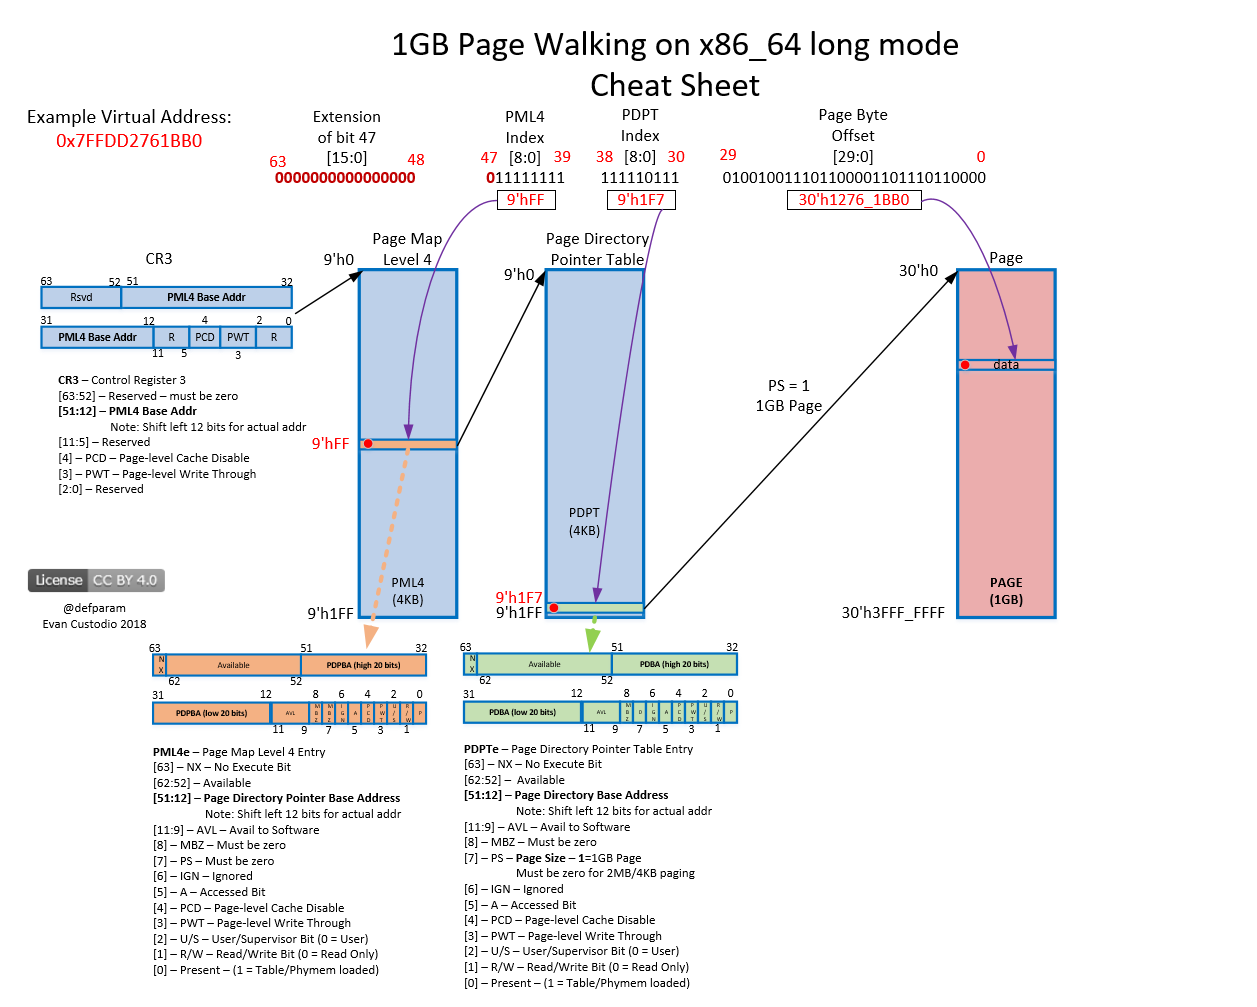 1GB Page Walking on x86_64 long mode
Cheat Sheet
Example Virtual Address:
0x7FFDD2761BB0
Extension
of bit 47
[15:0]
63
48
0000000000000000
PML4
Index
[8:0]
47
39
011111111
9'hFF
PDPT
Index
[8:0]
38
30
111110111
9'h1F7
Page Byte
Offset
[29:0]
29
0
010010011101100001101110110000
30'h1276_1BB0
CR3
63
52
51
32
Rsvd
PML4 Base Addr
31
12
4
2
0
PML4 Base Addr
R
PCD
PWT
R
11
5
3
CR3 – Control Register 3
[63:52] – Reserved – must be zero
[51:12] – PML4 Base Addr
Note: Shift left 12 bits for actual addr
[11:5] – Reserved
[4] – PCD – Page-level Cache Disable
[3] – PWT – Page-level Write Through
[2:0] – Reserved
Page Map
Level 4
9'h0
9'hFF
PML4
(4KB)
9'h1FF
Page Directory
Pointer Table
9'h0
PDPT
(4KB)
9'h1F7
9'h1FF
PS = 1
1GB Page
Page
30'h0
data
PAGE
(1GB)
30'h3FFF_FFFF
License CC BY 4.0
@defparam
Evan Custodio 2018
63
51
32
N
X
Available
PDPBA (high 20 bits)
62
52
31
12
8
6
4
2
0
PDPBA (low 20 bits)
AVL
M
B
Z
M
B
Z
I
G
N
A
P
C
D
P
W
T
U
/
S
R
/
W
P
11
9
7
5
3
1
PML4e – Page Map Level 4 Entry
[63] – NX – No Execute Bit
[62:52] – Available
[51:12] – Page Directory Pointer Base Address
Note: Shift left 12 bits for actual addr
[11:9] – AVL – Avail to Software
[8] – MBZ – Must be zero
[7] – PS – Must be zero
[6] – IGN – Ignored
[5] – A – Accessed Bit
[4] – PCD – Page-level Cache Disable
[3] – PWT – Page-level Write Through
[2] – U/S – User/Supervisor Bit (0 = User)
[1] – R/W – Read/Write Bit (0 = Read Only)
[0] – Present – (1 = Table/Phymem loaded)
63
51
32
N
X
Available
PDBA (high 20 bits)
62
52
31
12
8
6
4
2
0
PDBA (low 20 bits)
AVL
M
B
Z
0
I
G
N
A
P
C
D
P
W
T
U
/
S
R
/
W
P
11
9
7
5
3
1
PDPTe – Page Directory Pointer Table Entry
[63] – NX – No Execute Bit
[62:52] – Available
[51:12] – Page Directory Base Address
Note: Shift left 12 bits for actual addr
[11:9] – AVL – Avail to Software
[8] – MBZ – Must be zero
[7] – PS – Page Size – 1=1GB Page
Must be zero for 2MB/4KB paging
[6] – IGN – Ignored
[5] – A – Accessed Bit
[4] – PCD – Page-level Cache Disable
[3] – PWT – Page-level Write Through
[2] – U/S – User/Supervisor Bit (0 = User)
[1] – R/W – Read/Write Bit (0 = Read Only)
[0] – Present – (1 = Table/Phymem loaded)